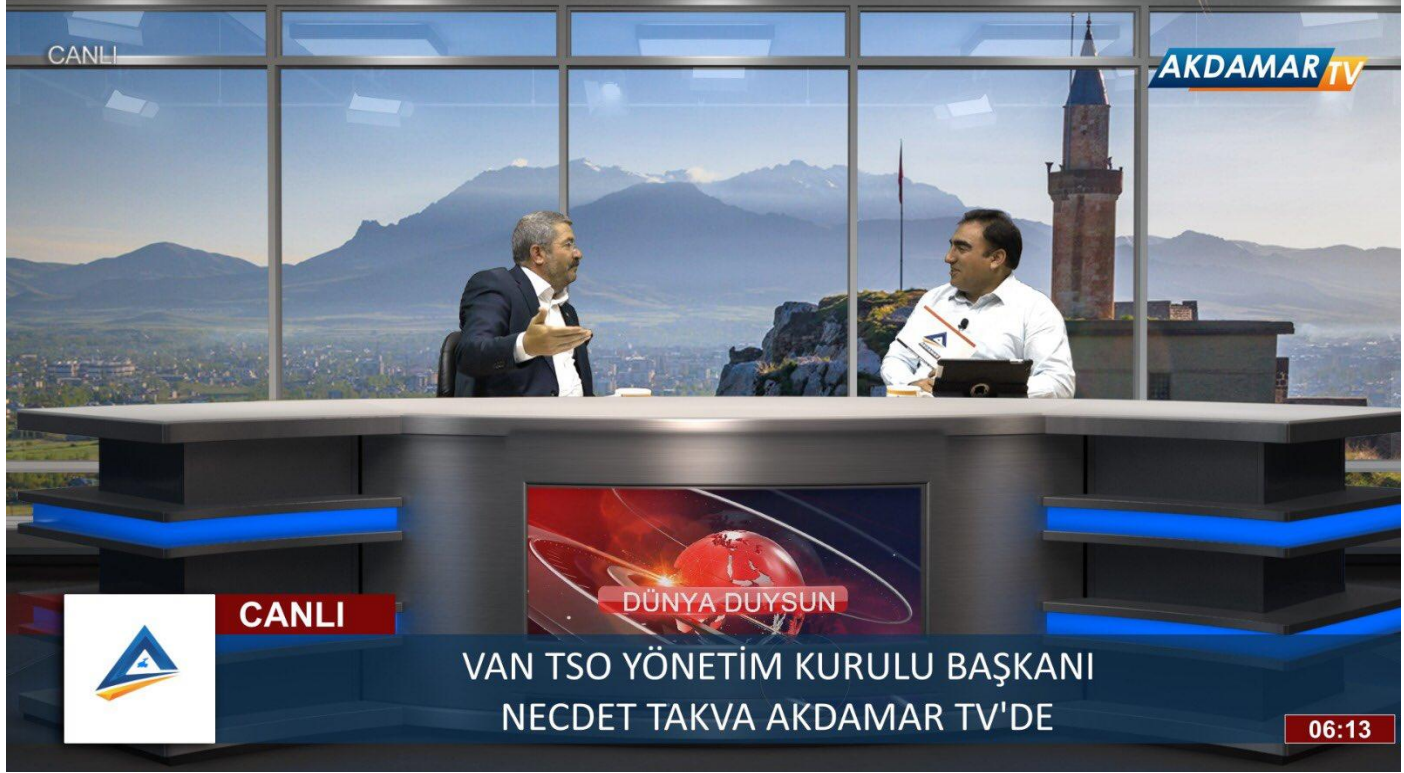 CANLI
AKDAMAR TV
DÜNYA DUYSUN
CANLI
VAN TSO YÖNETİM KURULU BAŞKANI
NECDET TAKVA AKDAMAR TV'DE
06:13